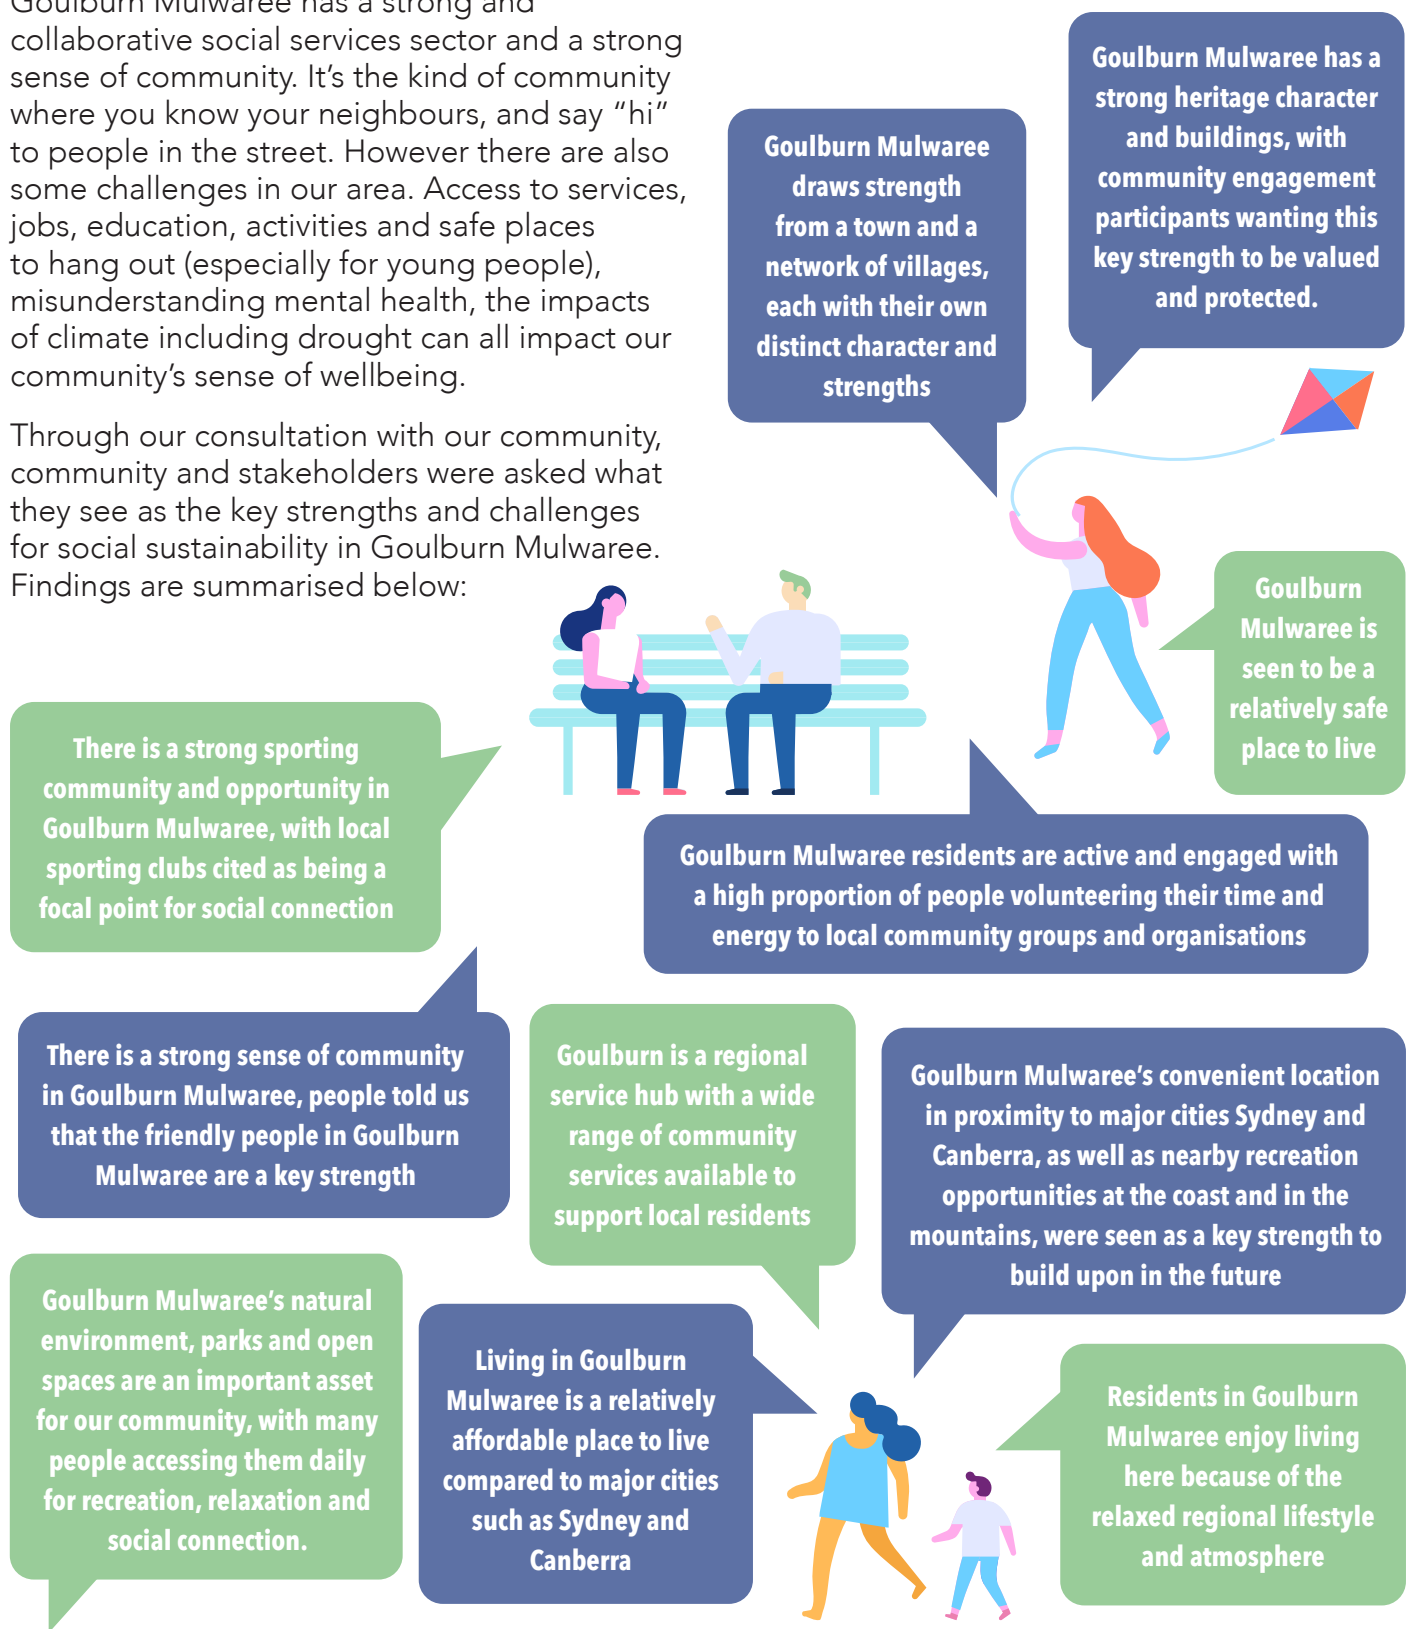 Goulburn Mulwaree has a strong and
collaborative social services sector and a strong
sense of community. It’s the kind of community
where you know your neighbours, and say “hi”
to people in the street. However there are also
some challenges in our area. Access to services,
jobs, education, activities and safe places
to hang out (especially for young people),
misunderstanding mental health, the impacts
of climate including drought can all impact our
community’s sense of wellbeing.
Through our consultation with our community,
community and stakeholders were asked what
they see as the key strengths and challenges
for social sustainability in Goulburn Mulwaree.
Findings are summarised below:
Goulburn Mulwaree
draws strength
from a town and a
network of villages,
each with their own
distinct character and
strengths
Goulburn Mulwaree has a
strong heritage character
and buildings, with
community engagement
participants wanting this
key strength to be valued
and protected.
Goulburn
Mulwaree is
seen to be a
relatively safe
place to live
There is a strong sporting
community and opportunity in
Goulburn Mulwaree, with local
sporting clubs cited as being a
focal point for social connection
Goulburn Mulwaree residents are active and engaged with
a high proportion of people volunteering their time and
energy to local community groups and organisations
There is a strong sense of community
in Goulburn Mulwaree, people told us
that the friendly people in Goulburn
Mulwaree are a key strength
Goulburn is a regional
service hub with a wide
range of community
services available to
support local residents
Goulburn Mulwaree’s convenient location
in proximity to major cities Sydney and
Canberra, as well as nearby recreation
opportunities at the coast and in the
mountains, were seen as a key strength to
build upon in the future
Goulburn Mulwaree’s natural
environment, parks and open
spaces are an important asset
for our community, with many
people accessing them daily
for recreation, relaxation and
social connection.
Living in Goulburn
Mulwaree is a relatively
affordable place to live
compared to major cities
such as Sydney and
Canberra
Residents in Goulburn
Mulwaree enjoy living
here because of the
relaxed regional lifestyle
and atmosphere